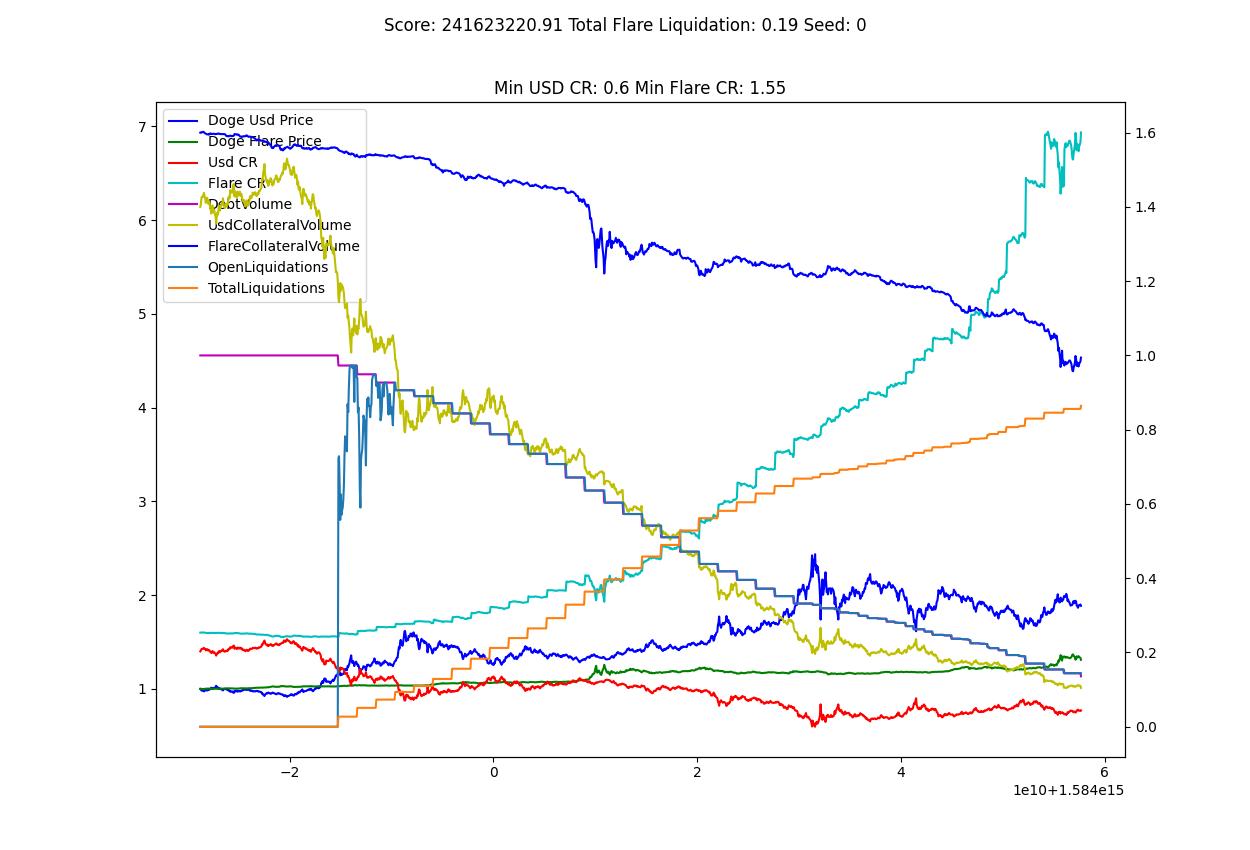 Score: 241623220.91 Total Flare Liquidation: 0.19 Seed: 0
Min USD CR: 0.6 Min Flare CR: 1.55
Doge Usd Price
Doge Flare Price
Usd CR
Flare CR
DebtVolume
UsdCollateralVolume
FlareCollateralVolume
OpenLiquidations
TotalLiquidations
7
6
5
4
3
2
1
1.6
1.4
1.2
1.0
0.8
0.6
0.4
0.2
0.0
−2 0 2 4 6
1e10+1.584e15